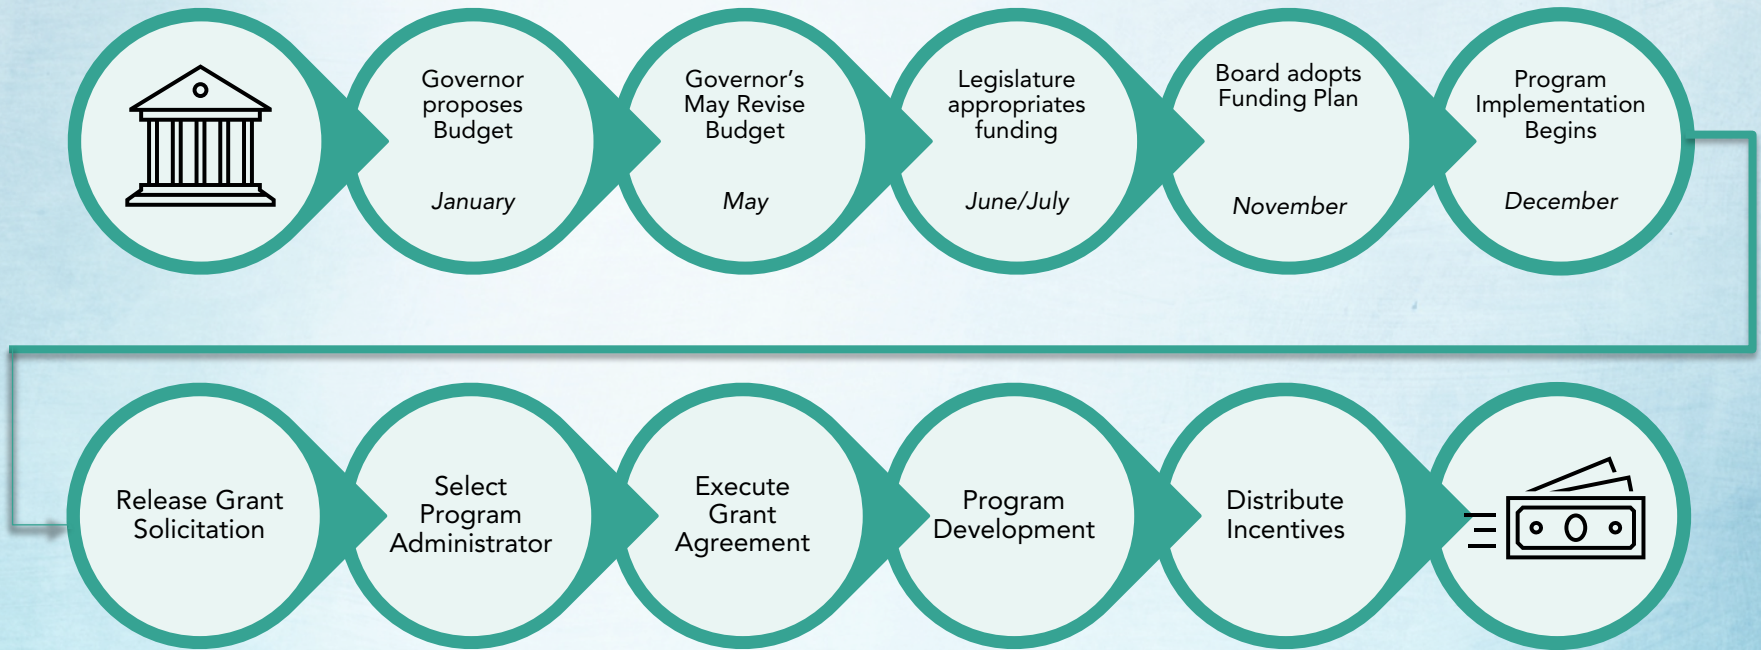 Governor
proposes
Budget
January
Governor’s
May Revise
Budget
May
Legislature
appropriates
funding
June/July
Board adopts
Funding Plan
November
Program
Implementation
Begins
December
Release Grant
Solicitation
Select
Program
Administrator
Execute
Grant
Agreement
Program
Development
Distribute
Incentives